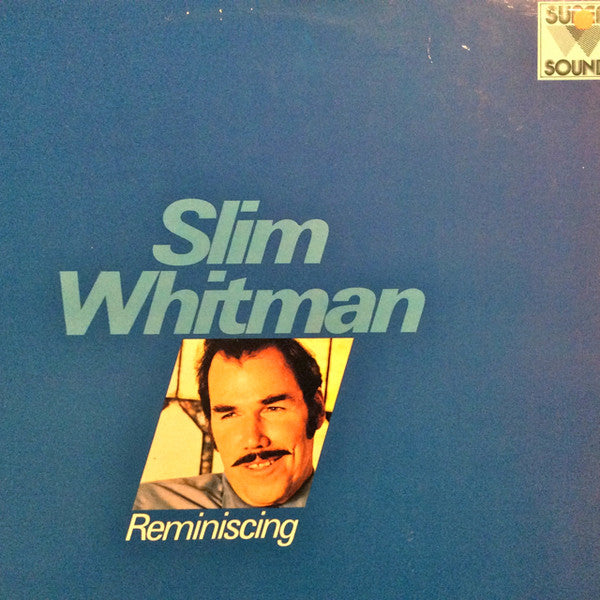 SUPER
SOUND
Slim
Whitman
Reminiscing